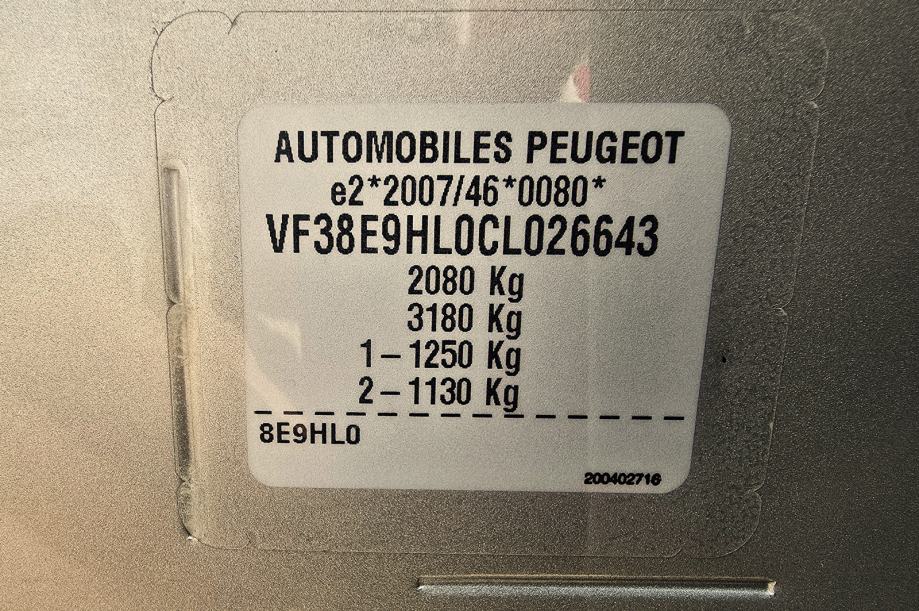 AUTOMOBILES PEUGEOT
e2*2007/46*0080*
VF38E9HL0CL026643
2080 Kg
3180 Kg
1-1250 Kg
2-1130 Kg
8E9HL0
200402716